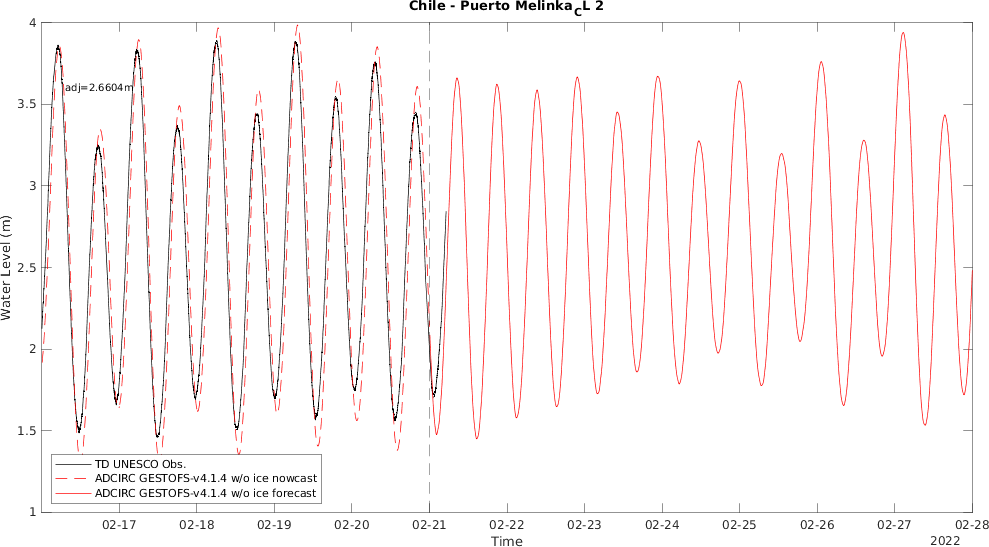 Chile - Puerto Melinka_CL 2
adj=2.6604m
4
3.5
3
2.5
2
1.5
1
Water Level (m)
TD UNESCO Obs.
ADCIRC GESTOFS-v4.1.4 w/o ice nowcast
ADCIRC GESTOFS-v4.1.4 w/o ice forecast
02-17 02-18 02-19 02-20 02-21 02-22 02-23 02-24 02-25 02-26 02-27 02-28
Time
2022